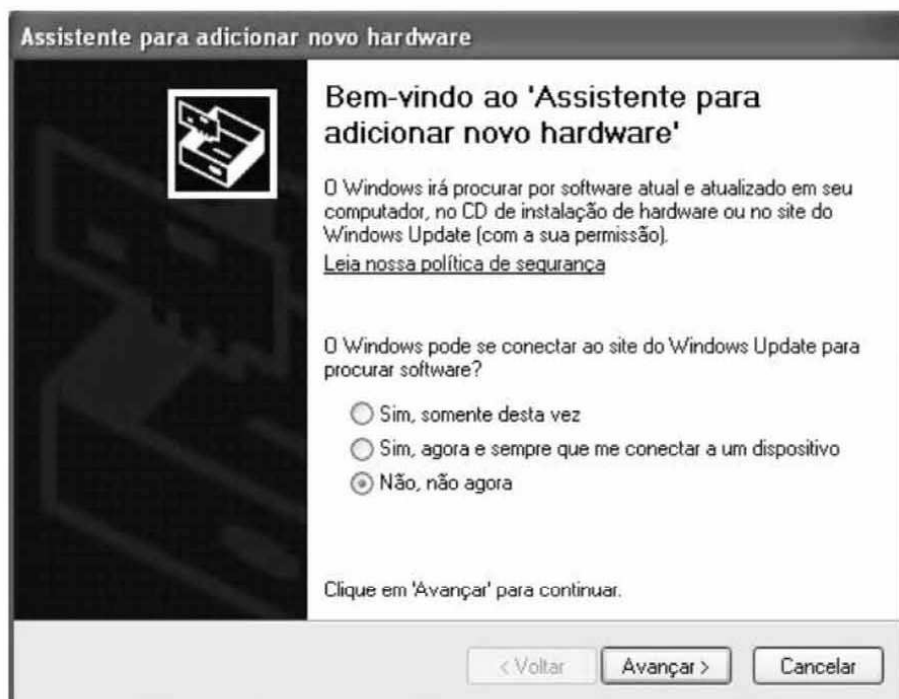 Assistente para adicionar novo hardware
Bem-vindo ao 'Assistente para
adicionar novo hardware'
O Windows irá procurar por software atual e atualizado em seu
computador, no CD de instalação de hardware ou no site do
Windows Update (com a sua permissão).
Leia nossa política de segurança
O Windows pode se conectar ao site do Windows Update para
procurar software?
Sim, somente desta vez
Sim, agora e sempre que me conectar a um dispositivo
Não, não agora
Clique em 'Avançar' para continuar.
< Voltar Avançar > Cancelar